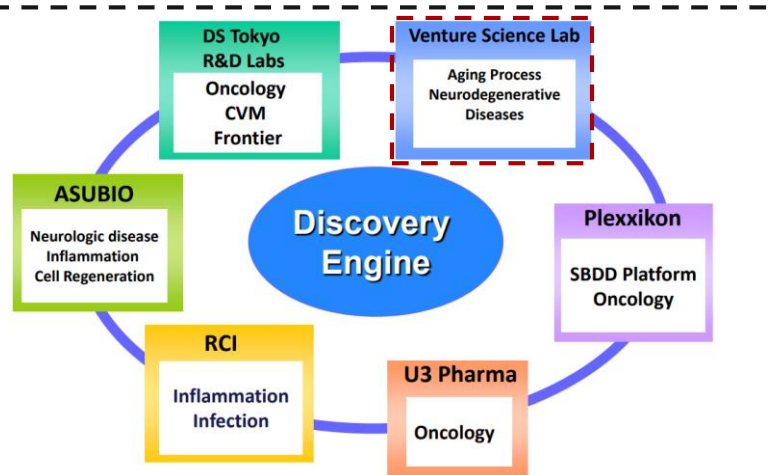 DS Tokyo
R&D Labs
Oncology
CVM
Frontier
Venture Science Lab
Aging Process
Neurodegenerative
Diseases
ASUBIO
Neurologic disease
Inflammation
Cell Regeneration
Discovery
Engine
Plexxikon
SBDD Platform
Oncology
RCI
Inflammation
Infection
U3 Pharma
Oncology